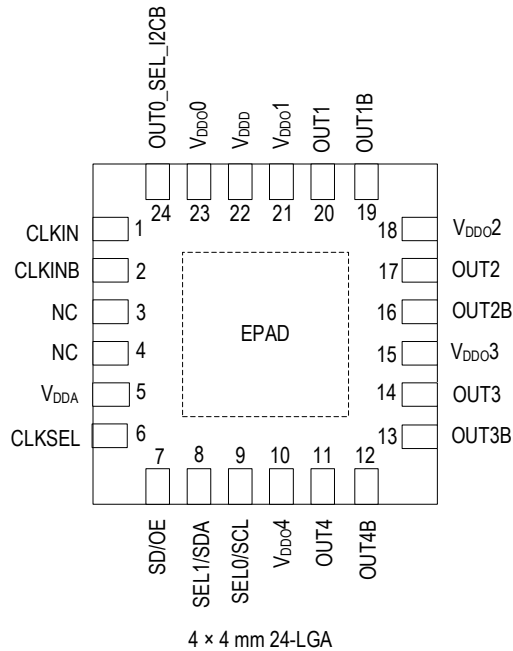 OUT0_SEL_I2CB
VDDO0
VDDD
VDDO1
OUT1
OUT1B
24 23 22 21 20 19
CLKIN 1
CLKINB 2
NC 3
NC 4
VDDA 5
CLKSEL 6
EPAD
18 VDDO2
17 OUT2
16 OUT2B
15 VDDO3
14 OUT3
13 OUT3B
7 8 9 10 11 12
SD/OE
SEL1/SDA
SEL0/SCL
VDDO4
OUT4
OUT4B
4 × 4 mm 24-LGA